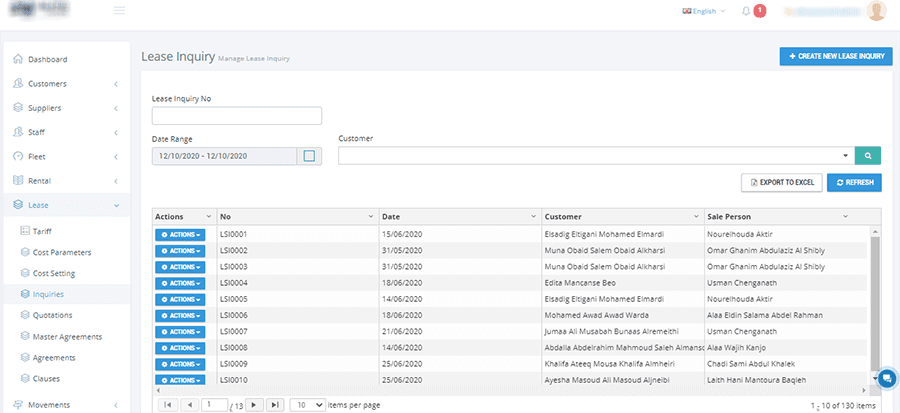 English
1
Dashboard
Customers
Suppliers
Staff
Fleet
Rental
Lease
Tariff
Cost Parameters
Cost Setting
Inquiries
Quotations
Master Agreements
Agreements
Clauses
Movements
Lease Inquiry Manage Lease Inquiry
+ CREATE NEW LEASE INQUIRY
Lease Inquiry No
Date Range
Customer
12/10/2020 - 12/10/2020
EXPORT TO EXCEL
REFRESH
Actions No Date Customer Sale Person
ACTIONS LSI0001 15/06/2020 Elsadig Eltigani Mohamed Elmardi Nourelhouda Aktir
ACTIONS LSI0002 31/05/2020 Muna Obaid Salem Obaid Alkharsi Omar Ghanim Abdulaziz Al Shibly
ACTIONS LSI0003 31/05/2020 Muna Obaid Salem Obaid Alkharsi Omar Ghanim Abdulaziz Al Shibly
ACTIONS LSI0004 18/06/2020 Edita Mancanse Beo Usman Chenganath
ACTIONS LSI0005 14/06/2020 Elsadig Eltigani Mohamed Elmardi Nourelhouda Aktir
ACTIONS LSI0006 18/06/2020 Mohamed Awad Awad Warda Alaa Eldin Salama Abdel Rahman
ACTIONS LSI0007 21/06/2020 Jumaa Ali Musabah Bunaas Alremeithi Usman Chenganath
ACTIONS LSI0008 14/06/2020 Abdalla Abdelrahim Mahmoud Saleh Almansc Alaa Wajih Kanjo
ACTIONS LSI0009 25/06/2020 Khalifa Ateeq Mousa Khalifa Almheiri Chadi Sami Abdul Khalek
ACTIONS LSI0010 25/06/2020 Ayesha Masoud Ali Masoud Aljneibi Laith Hani Mantoura Baqleh
1 / 13 10 items per page 1 - 10 of 130 items